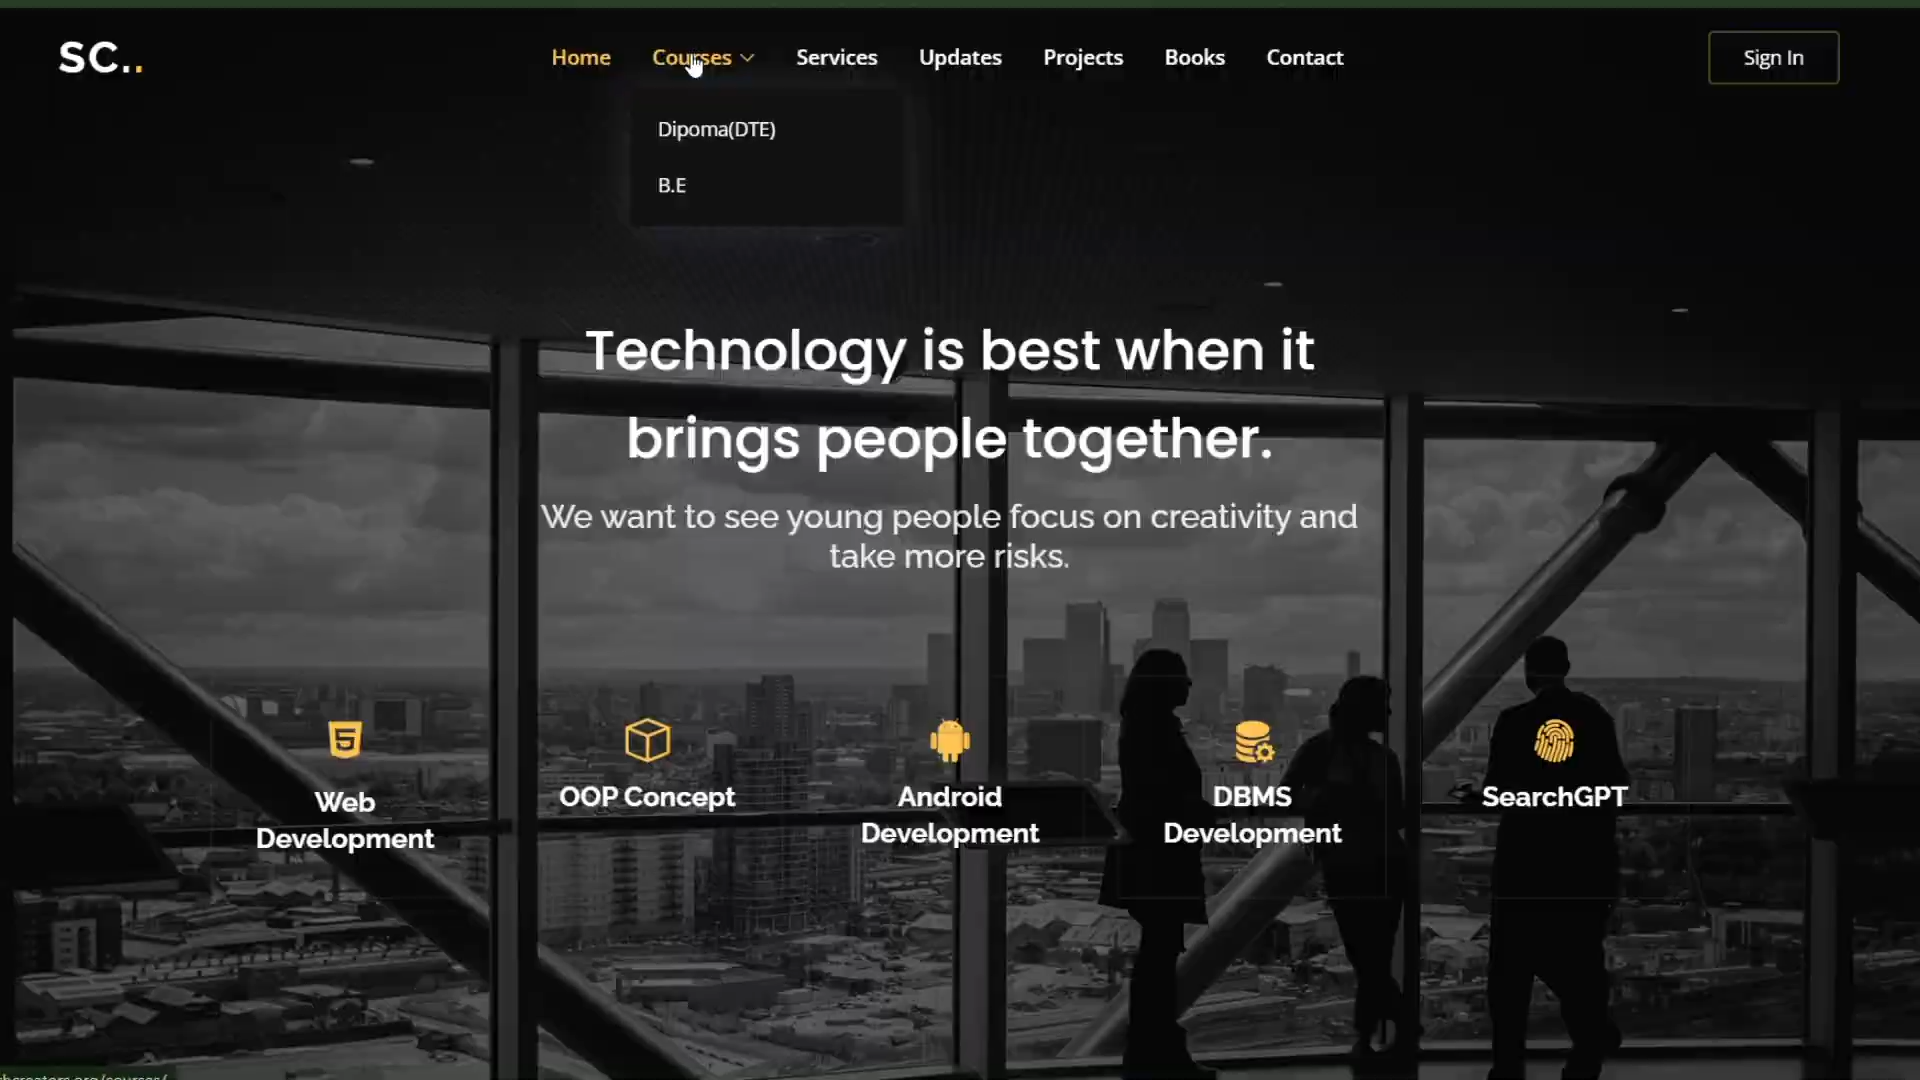 SC..
Home Courses Services Updates Projects Books Contact
Sign In
Dipoma(DTE)
B.E
Technology is best when it
brings people together.
We want to see young people focus on creativity and
take more risks.
Web
Development
OOP Concept
Android
Development
DBMS
Development
SearchGPT